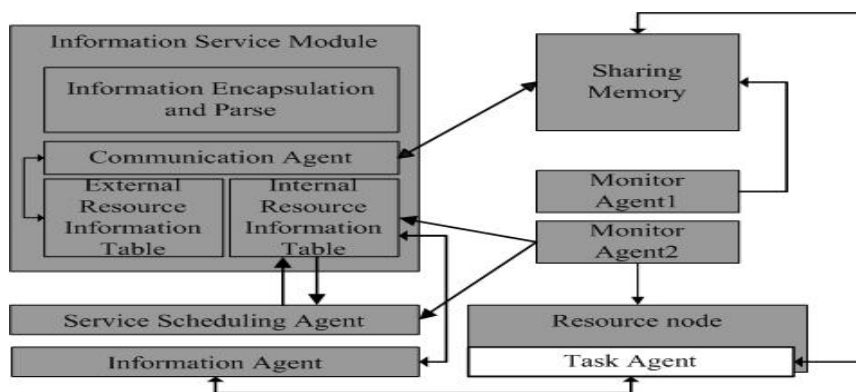 Information Service Module
Information Encapsulation
and Parse
Communication Agent
External
Resource
Information
Table
Internal
Resource
Information
Table
Service Scheduling Agent
Information Agent
Sharing
Memory
Monitor
Agent1
Monitor
Agent2
Resource node
Task Agent